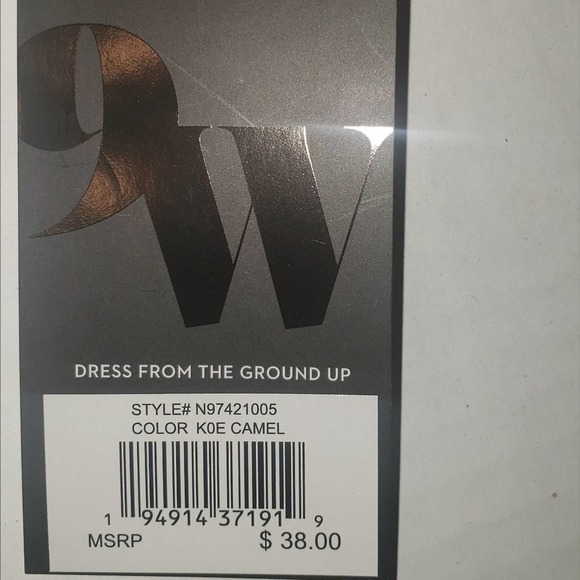 9W
DRESS FROM THE GROUND UP
STYLE# N97421005
COLOR K0E CAMEL
1 94914 37191 9
MSRP $ 38.00